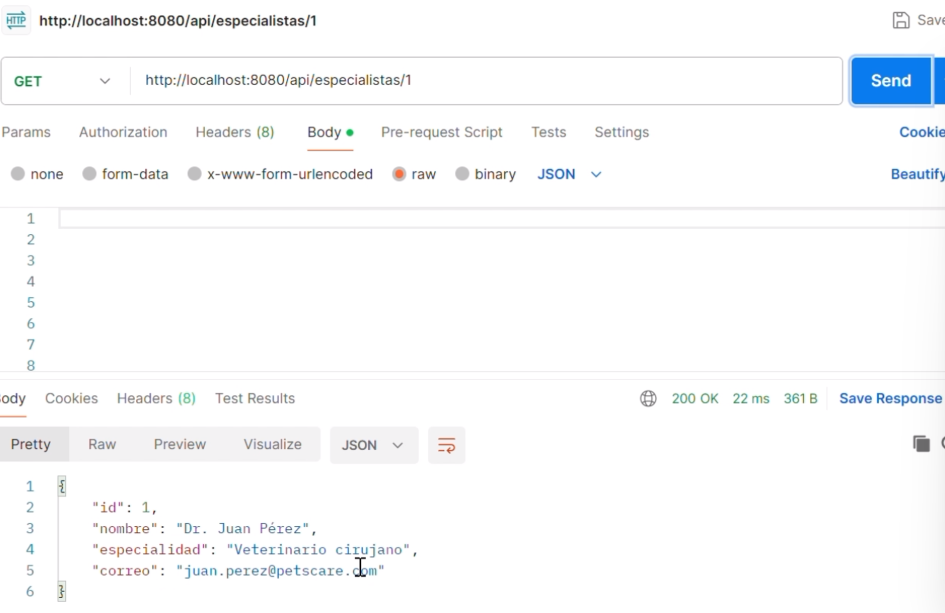 HTTP http://localhost:8080/api/especialistas/1 Save
GET http://localhost:8080/api/especialistas/1 Send
Params Authorization Headers (8) Body Pre-request Script Tests Settings Cookie
none form-data x-www-form-urlencoded raw binary JSON Beautify
1
2
3
4
5
6
7
8
ody Cookies Headers (8) Test Results 200 OK 22 ms 361 B Save Response
Pretty Raw Preview Visualize JSON
1 {
2 "id": 1,
3 "nombre": "Dr. Juan Pérez",
4 "especialidad": "Veterinario cirujano",
5 "correo": "juan.perez@petscare.com"
6 }